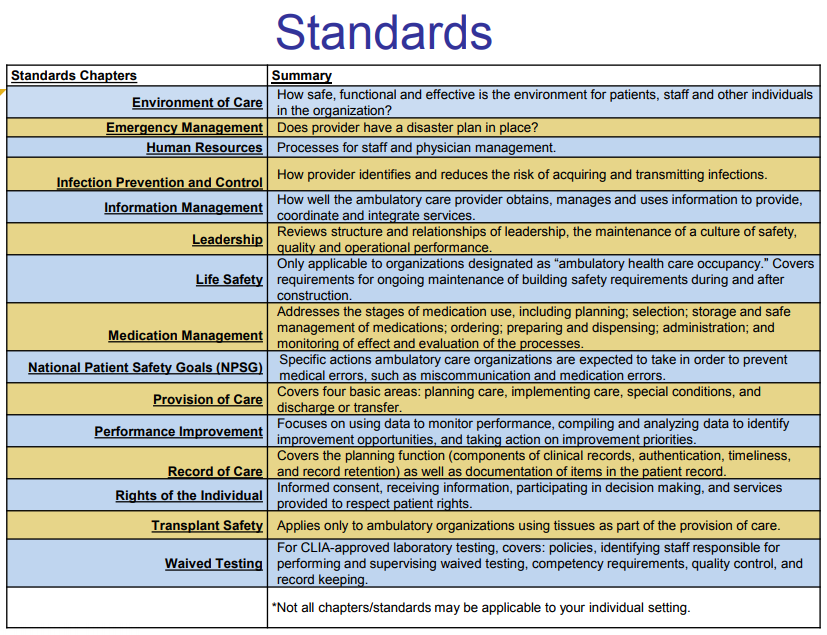 Standards
Standards Chapters
Summary
Environment of Care
How safe, functional and effective is the environment for patients, staff and other individuals
in the organization?
Emergency Management
Does provider have a disaster plan in place?
Human Resources
Processes for staff and physician management.
Infection Prevention and Control
How provider identifies and reduces the risk of acquiring and transmitting infections.
Information Management
How well the ambulatory care provider obtains, manages and uses information to provide,
coordinate and integrate services.
Leadership
Reviews structure and relationships of leadership, the maintenance of a culture of safety,
quality and operational performance.
Life Safety
Only applicable to organizations designated as “ambulatory health care occupancy.” Covers
requirements for ongoing maintenance of building safety requirements during and after
construction.
Medication Management
Addresses the stages of medication use, including planning; selection; storage and safe
management of medications; ordering; preparing and dispensing; administration; and
monitoring of effect and evaluation of the processes.
National Patient Safety Goals (NPSG)
Specific actions ambulatory care organizations are expected to take in order to prevent
medical errors, such as miscommunication and medication errors.
Provision of Care
Covers four basic areas: planning care, implementing care, special conditions, and
discharge or transfer.
Performance Improvement
Focuses on using data to monitor performance, compiling and analyzing data to identify
improvement opportunities, and taking action on improvement priorities.
Record of Care
Covers the planning function (components of clinical records, authentication, timeliness,
and record retention) as well as documentation of items in the patient record.
Rights of the Individual
Informed consent, receiving information, participating in decision making, and services
provided to respect patient rights.
Transplant Safety
Applies only to ambulatory organizations using tissues as part of the provision of care.
Waived Testing
For CLIA-approved laboratory testing, covers: policies, identifying staff responsible for
performing and supervising waived testing, competency requirements, quality control, and
record keeping.
*Not all chapters/standards may be applicable to your individual setting.